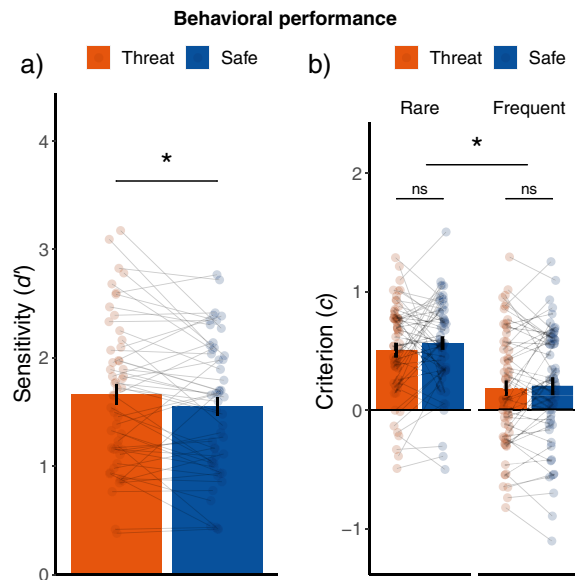 Behavioral performance
a)
Threat Safe
Sensitivity (d')
4
3
2
1
0
*
b)
Threat Safe
Rare Frequent
Criterion (c)
2
1
0
−1
*
ns ns